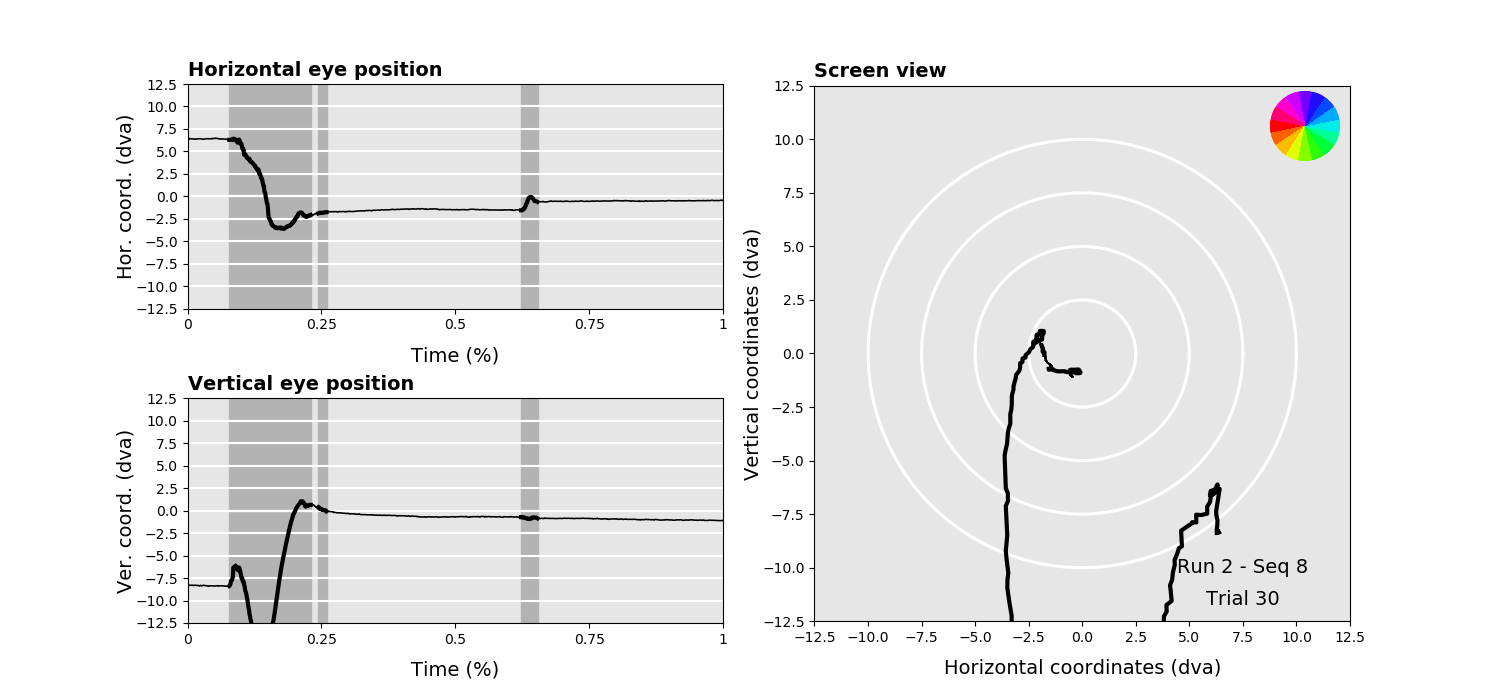 Horizontal eye position
12.5
10.0
7.5
5.0
2.5
0.0
−2.5
−5.0
−7.5
−10.0
−12.5
Hor. coord. (dva)
0 0.25 0.5 0.75 1
Time (%)
Vertical eye position
12.5
10.0
7.5
5.0
2.5
0.0
−2.5
−5.0
−7.5
−10.0
−12.5
Ver. coord. (dva)
0 0.25 0.5 0.75 1
Time (%)
Screen view
12.5
10.0
7.5
5.0
2.5
0.0
−2.5
−5.0
−7.5
−10.0
−12.5
Vertical coordinates (dva)
Run 2 - Seq 8
Trial 30
−12.5 −10.0 −7.5 −5.0 −2.5 0.0 2.5 5.0 7.5 10.0 12.5
Horizontal coordinates (dva)